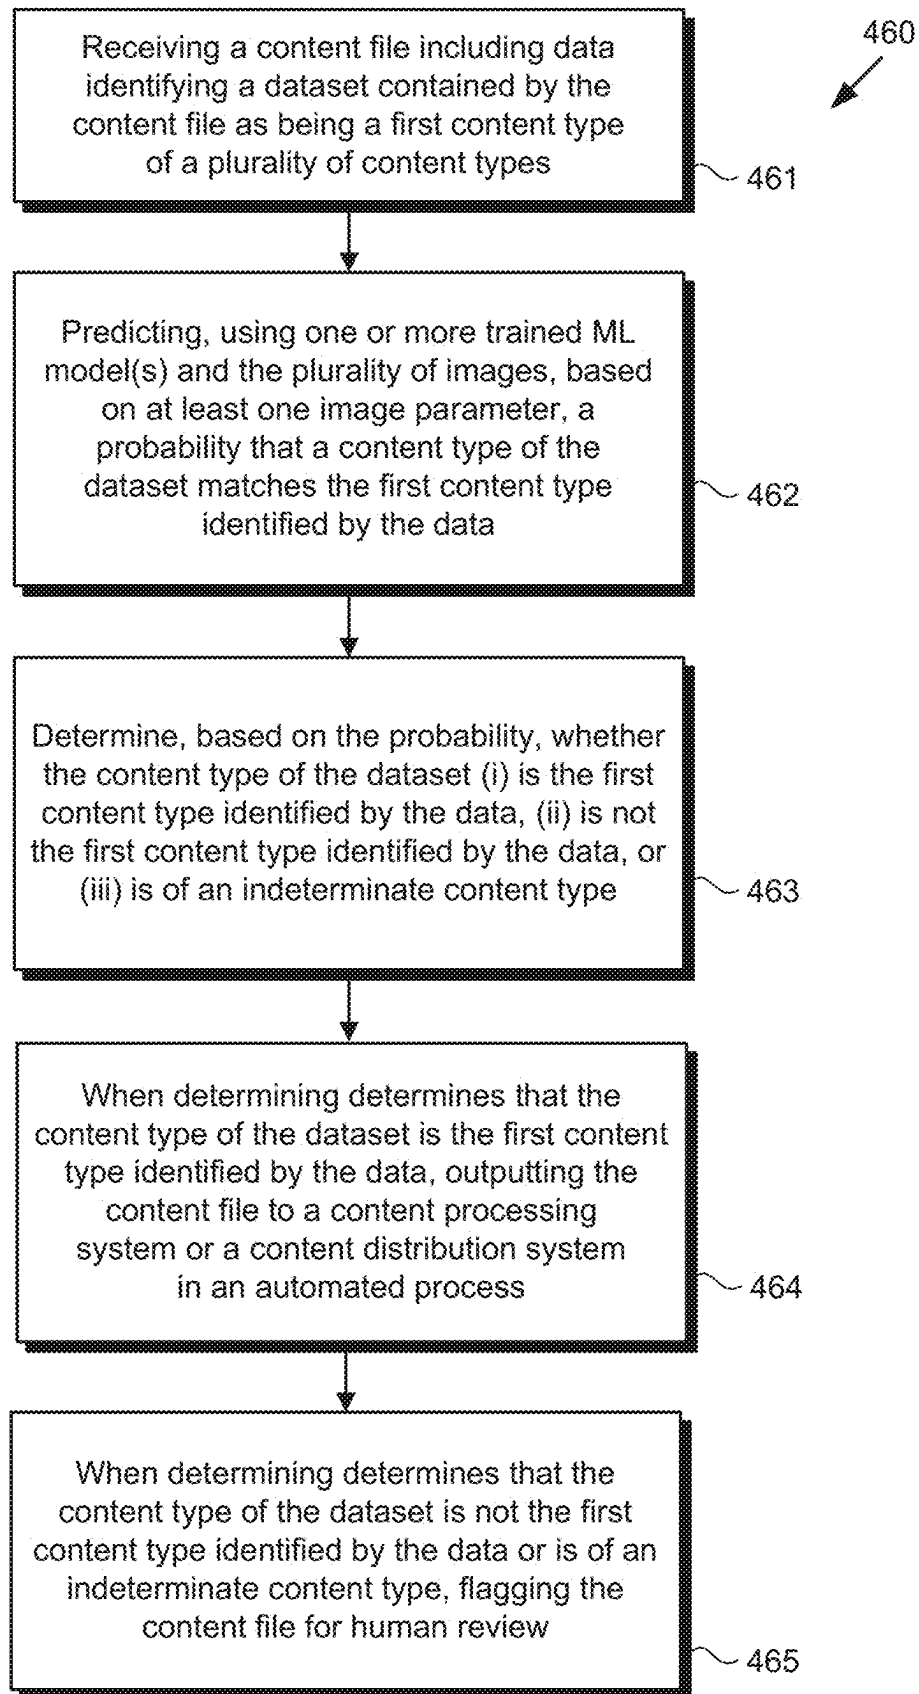 460
Receiving a content file including data
identifying a dataset contained by the
content file as being a first content type
of a plurality of content types
461
Predicting, using one or more trained ML
model(s) and the plurality of images, based
on at least one image parameter, a
probability that a content type of the
dataset matches the first content type
identified by the data
462
Determine, based on the probability, whether
the content type of the dataset (i) is the first
content type identified by the data, (ii) is not
the first content type identified by the data, or
(iii) is of an indeterminate content type
463
When determining determines that the
content type of the dataset is the first content
type identified by the data, outputting the
content file to a content processing
system or a content distribution system
in an automated process
464
When determining determines that the
content type of the dataset is not the first
content type identified by the data or is of an
indeterminate content type, flagging the
content file for human review
465